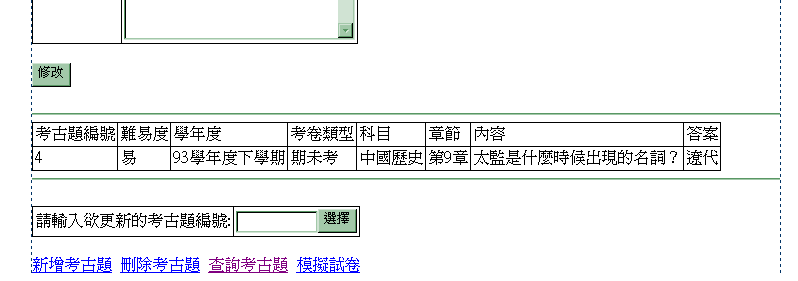 修改
考古題編號 難易度 學年度 考卷類型 科目 章節 內容 答案
4 易 93學年度下學期 期末考 中國歷史 第9章 太監是什麼時候出現的名詞？ 遼代
請輸入欲更新的考古題編號: 選擇
新增考古題 刪除考古題 查詢考古題 模擬試卷